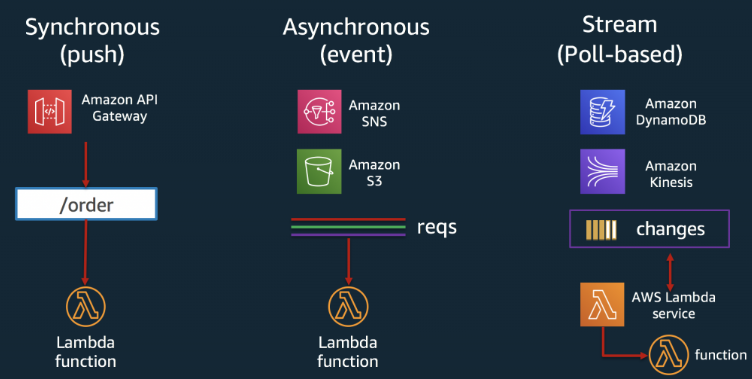 Synchronous
(push)
Amazon API
Gateway
/order
Lambda
function
Asynchronous
(event)
Amazon
SNS
Amazon
S3
reqs
Lambda
function
Stream
(Poll-based)
Amazon
DynamoDB
Amazon
Kinesis
changes
AWS Lambda
service
function